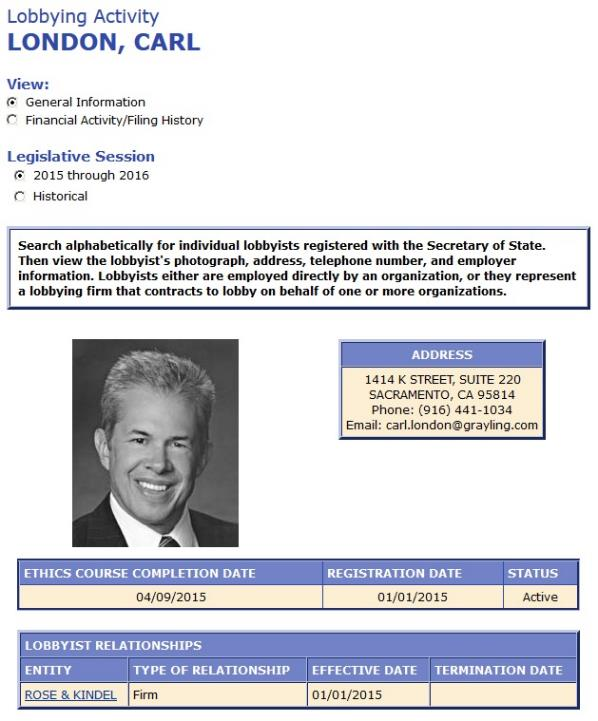 Lobbying Activity
LONDON, CARL
View:
General Information
Financial Activity/Filing History
Legislative Session
2015 through 2016
Historical
Search alphabetically for individual lobbyists registered with the Secretary of State.
Then view the lobbyist's photograph, address, telephone number, and employer
information. Lobbyists either are employed directly by an organization, or they represent
a lobbying firm that contracts to lobby on behalf of one or more organizations.
ADDRESS
1414 K STREET, SUITE 220
SACRAMENTO, CA 95814
Phone: (916) 441-1034
Email: carl.london@grayling.com
ETHICS COURSE COMPLETION DATE REGISTRATION DATE STATUS
04/09/2015 01/01/2015 Active
LOBBYIST RELATIONSHIPS
ENTITY TYPE OF RELATIONSHIP EFFECTIVE DATE TERMINATION DATE
ROSE & KINDEL Firm 01/01/2015